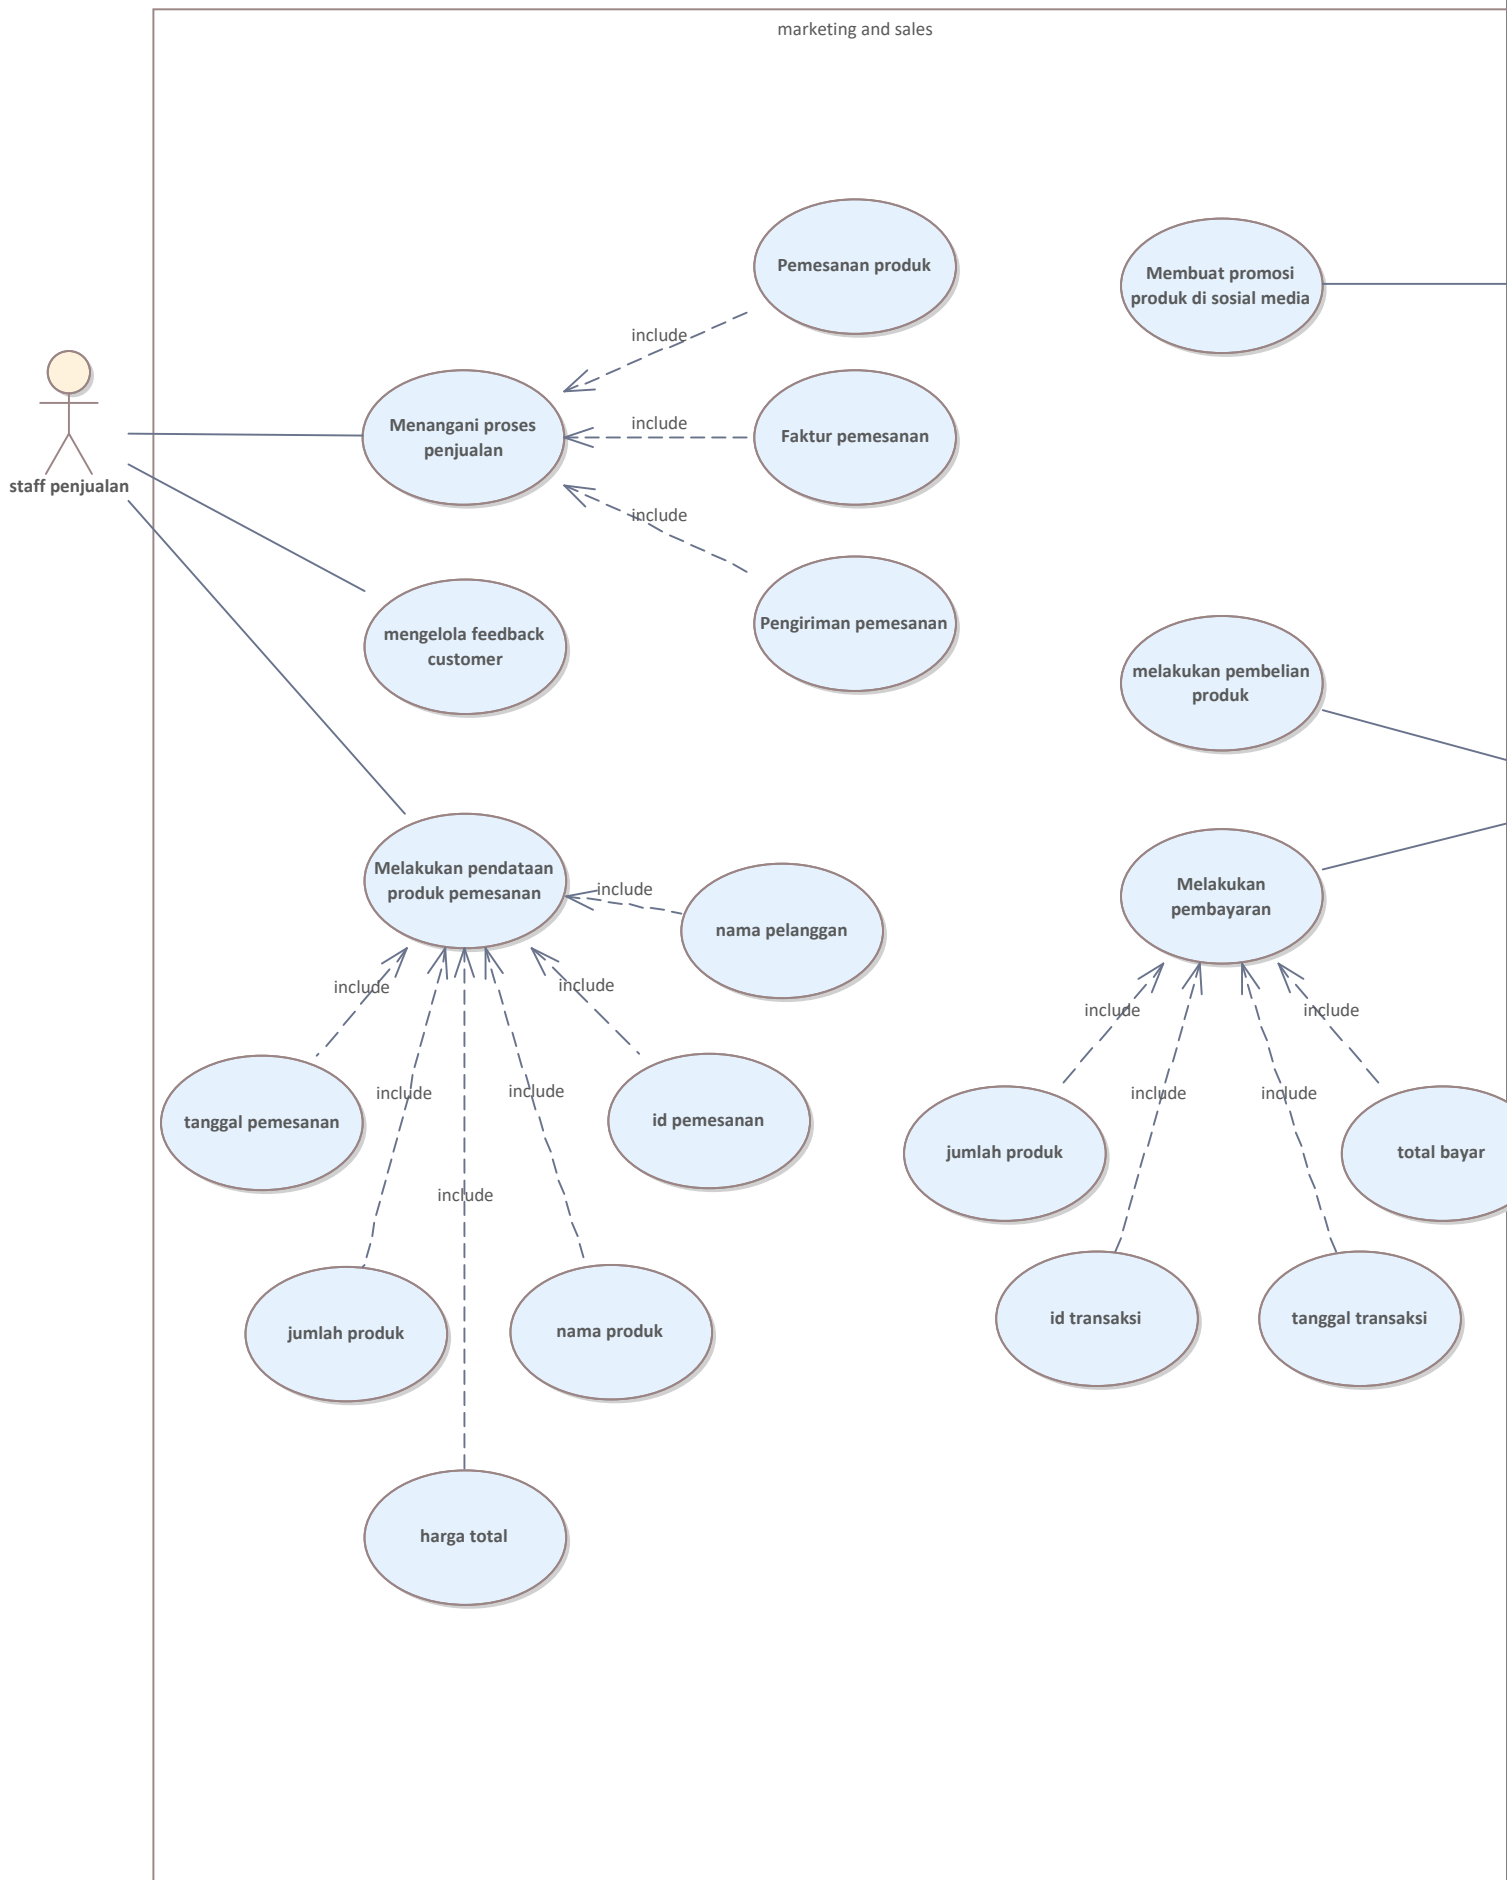 marketing and sales
Pemesanan produk
Membuat promosi
produk di sosial media
include
Menangani proses
penjualan
include
Faktur pemesanan
staff penjualan
include
Pengiriman pemesanan
mengelola feedback
customer
melakukan pembelian
produk
Melakukan pendataan
produk pemesanan
include
nama pelanggan
Melakukan
pembayaran
include
include
include
include
include
include
include
include
tanggal pemesanan
id pemesanan
jumlah produk
total bayar
include
jumlah produk
nama produk
id transaksi
tanggal transaksi
harga total